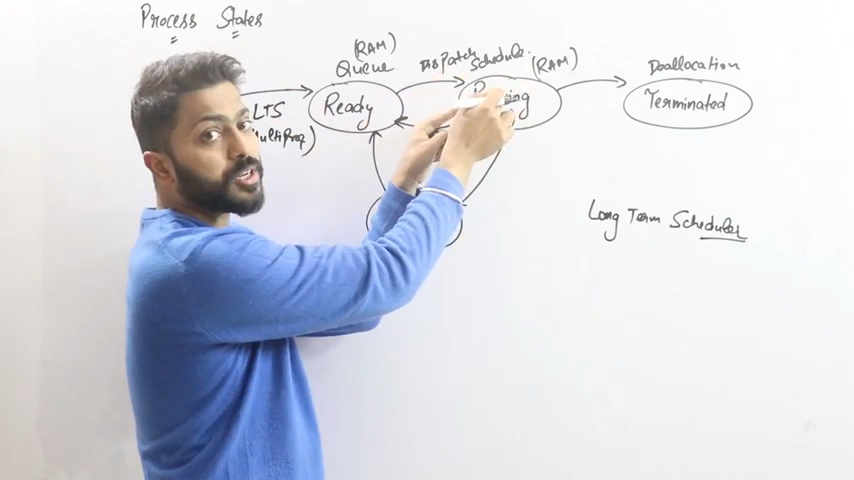 Process States
(RAM)
Queue
Dispatch
Schedule.
(RAM)
Deallocation
LTS
Ready
Terminated
Long Term Scheduler